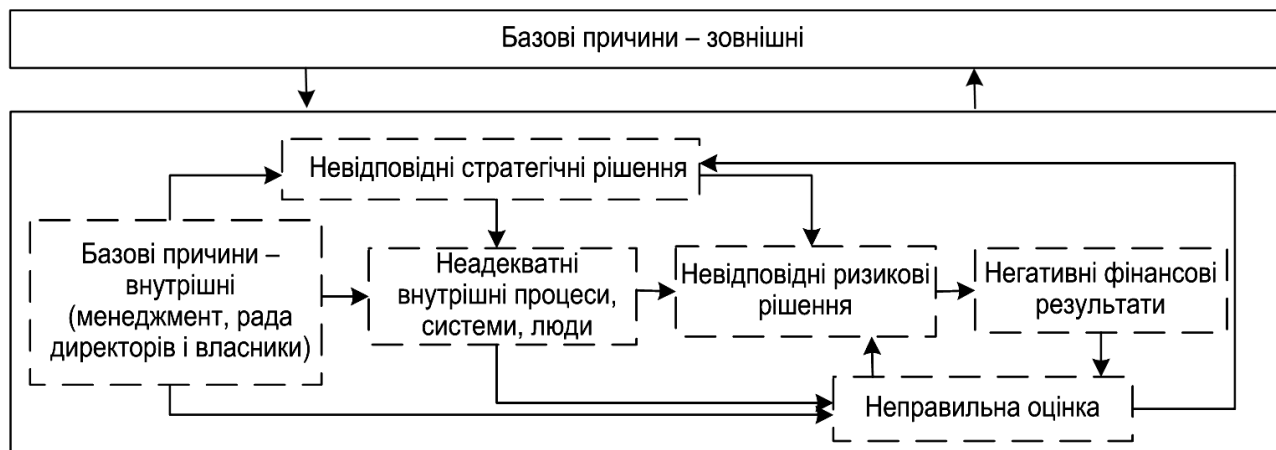 Базові причини – зовнішні
Невідповідні стратегічні рішення
Базові причини –
внутрішні
(менеджмент, рада
директорів і власники)
Неадекватні
внутрішні процеси,
системи, люди
Невідповідні ризикові
рішення
Негативні фінансові
результати
Неправильна оцінка